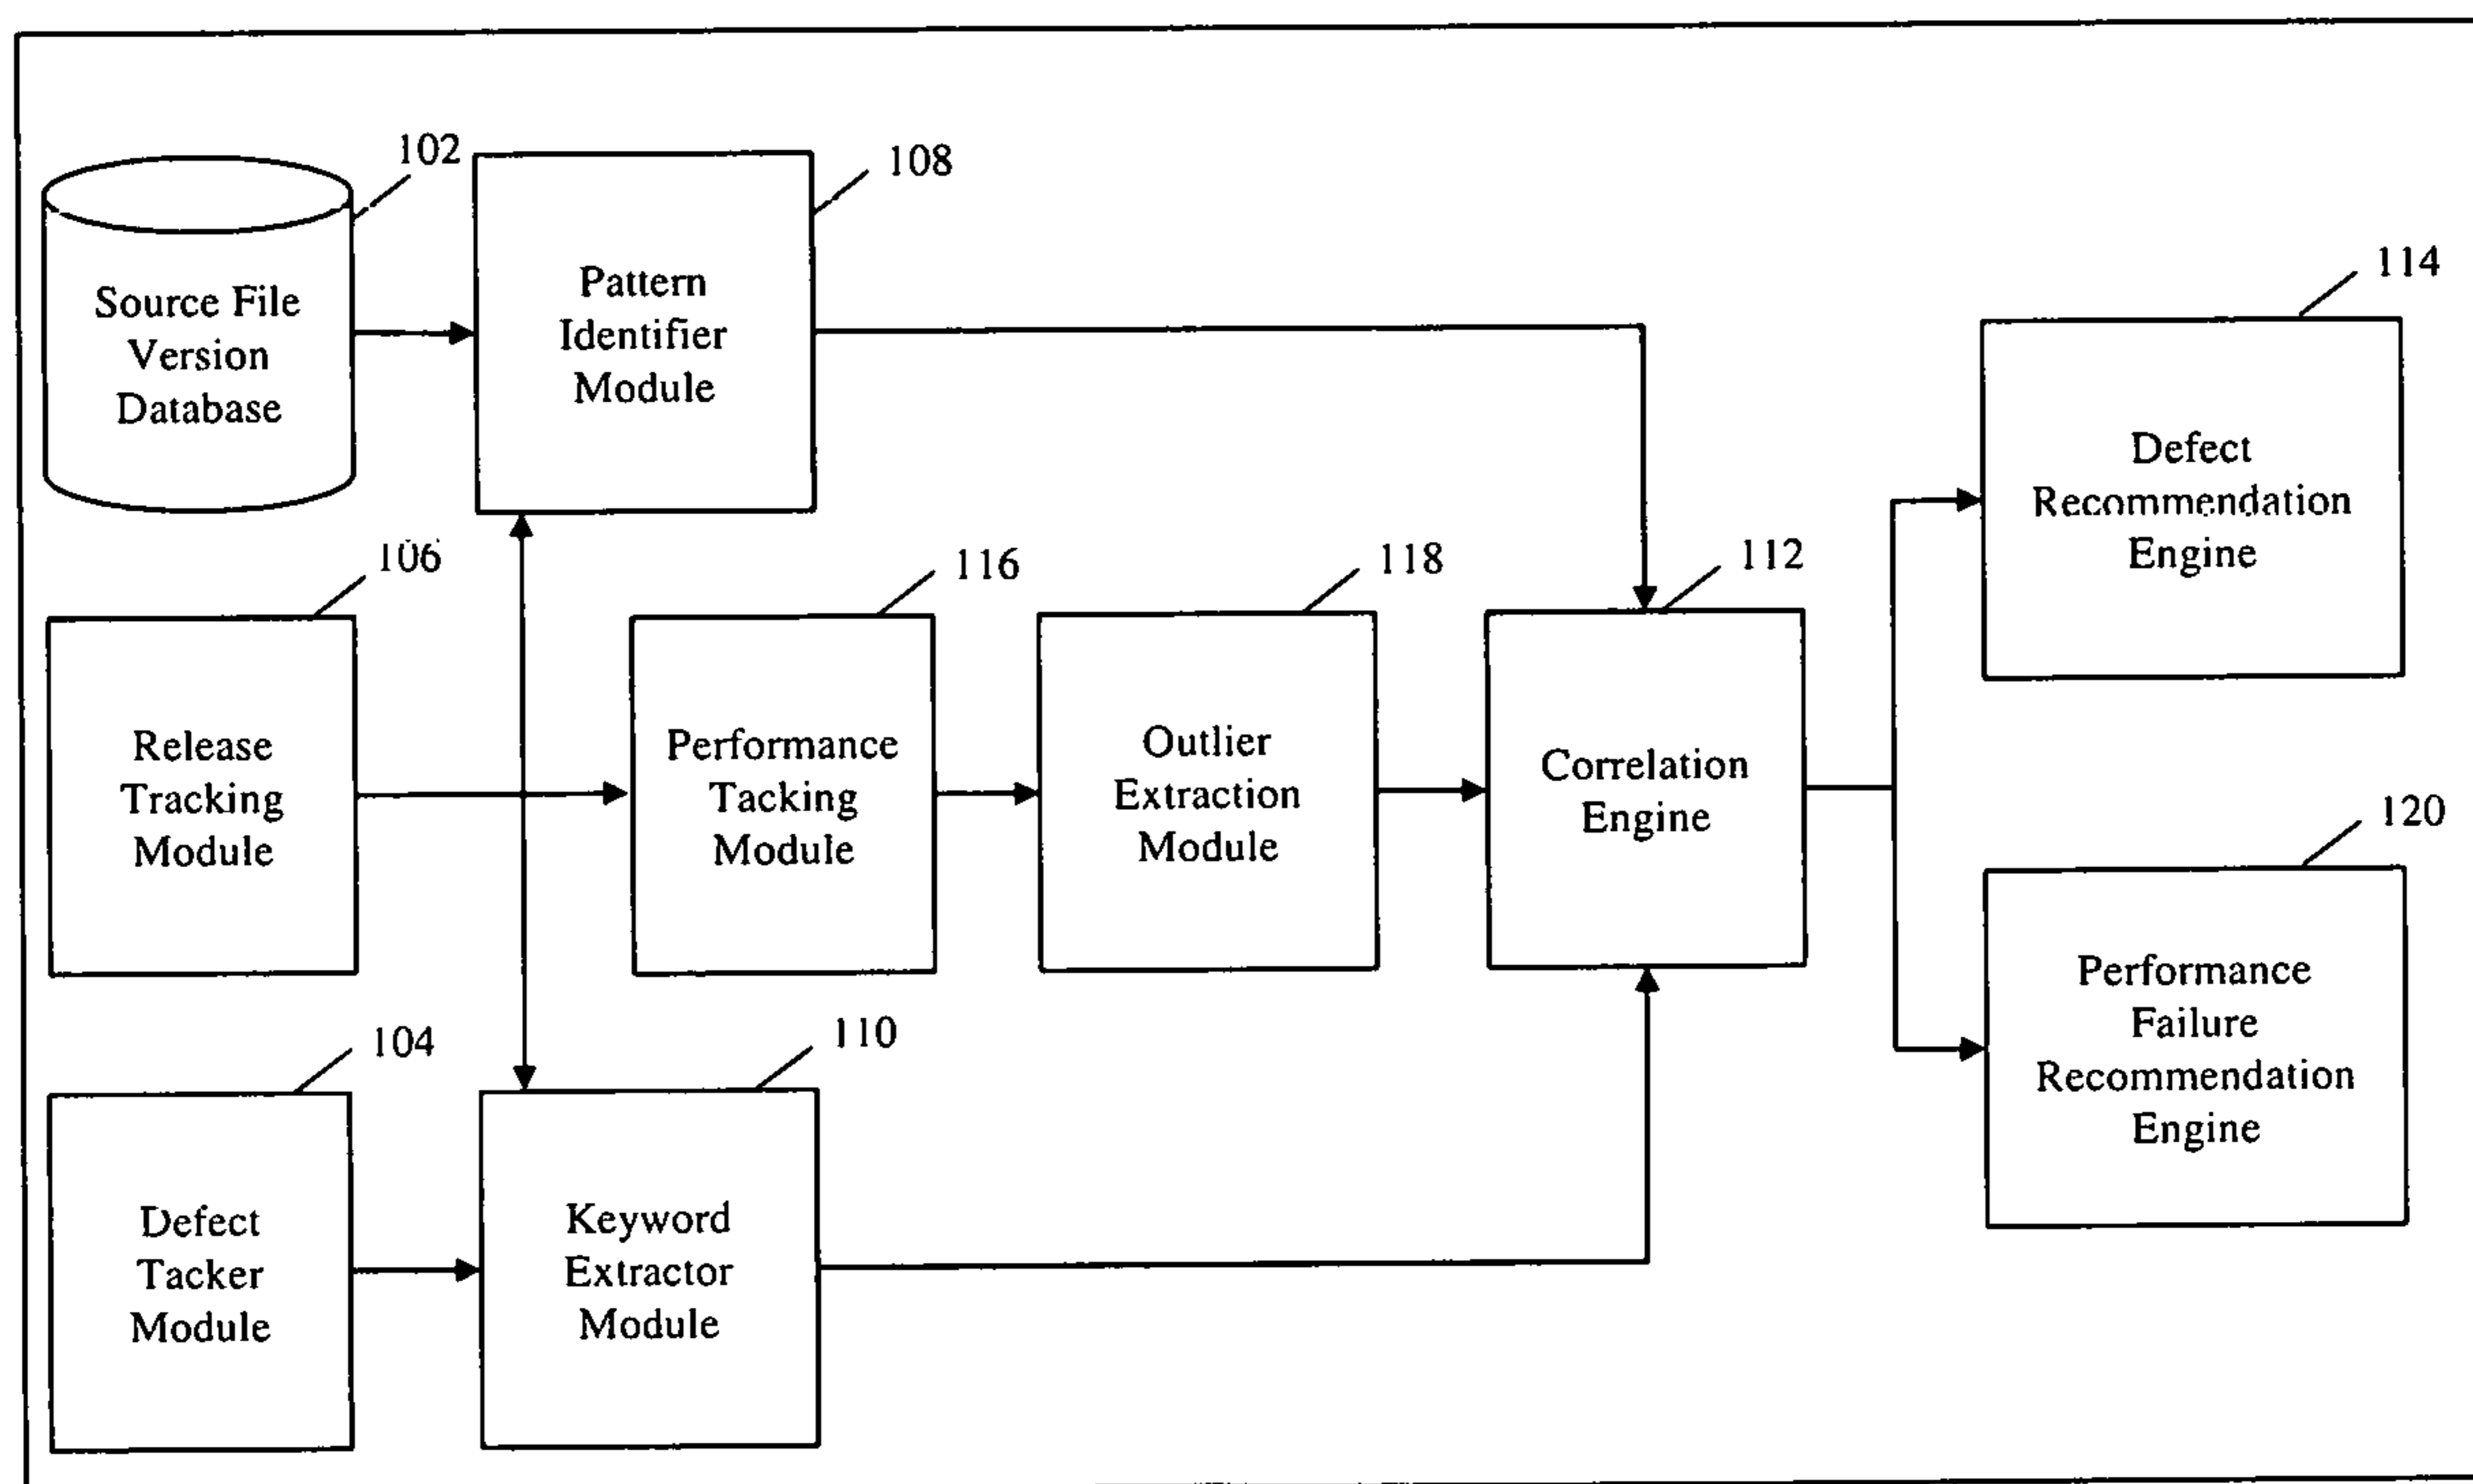 102
Source File
Version
Database
108
Pattern
Identifier
Module
114
Defect
Recommendation
Engine
106
Release
Tracking
Module
116
Performance
Tacking
Module
118
Outlier
Extraction
Module
112
Correlation
Engine
120
Performance
Failure
Recommendation
Engine
104
Defect
Tacker
Module
110
Keyword
Extractor
Module